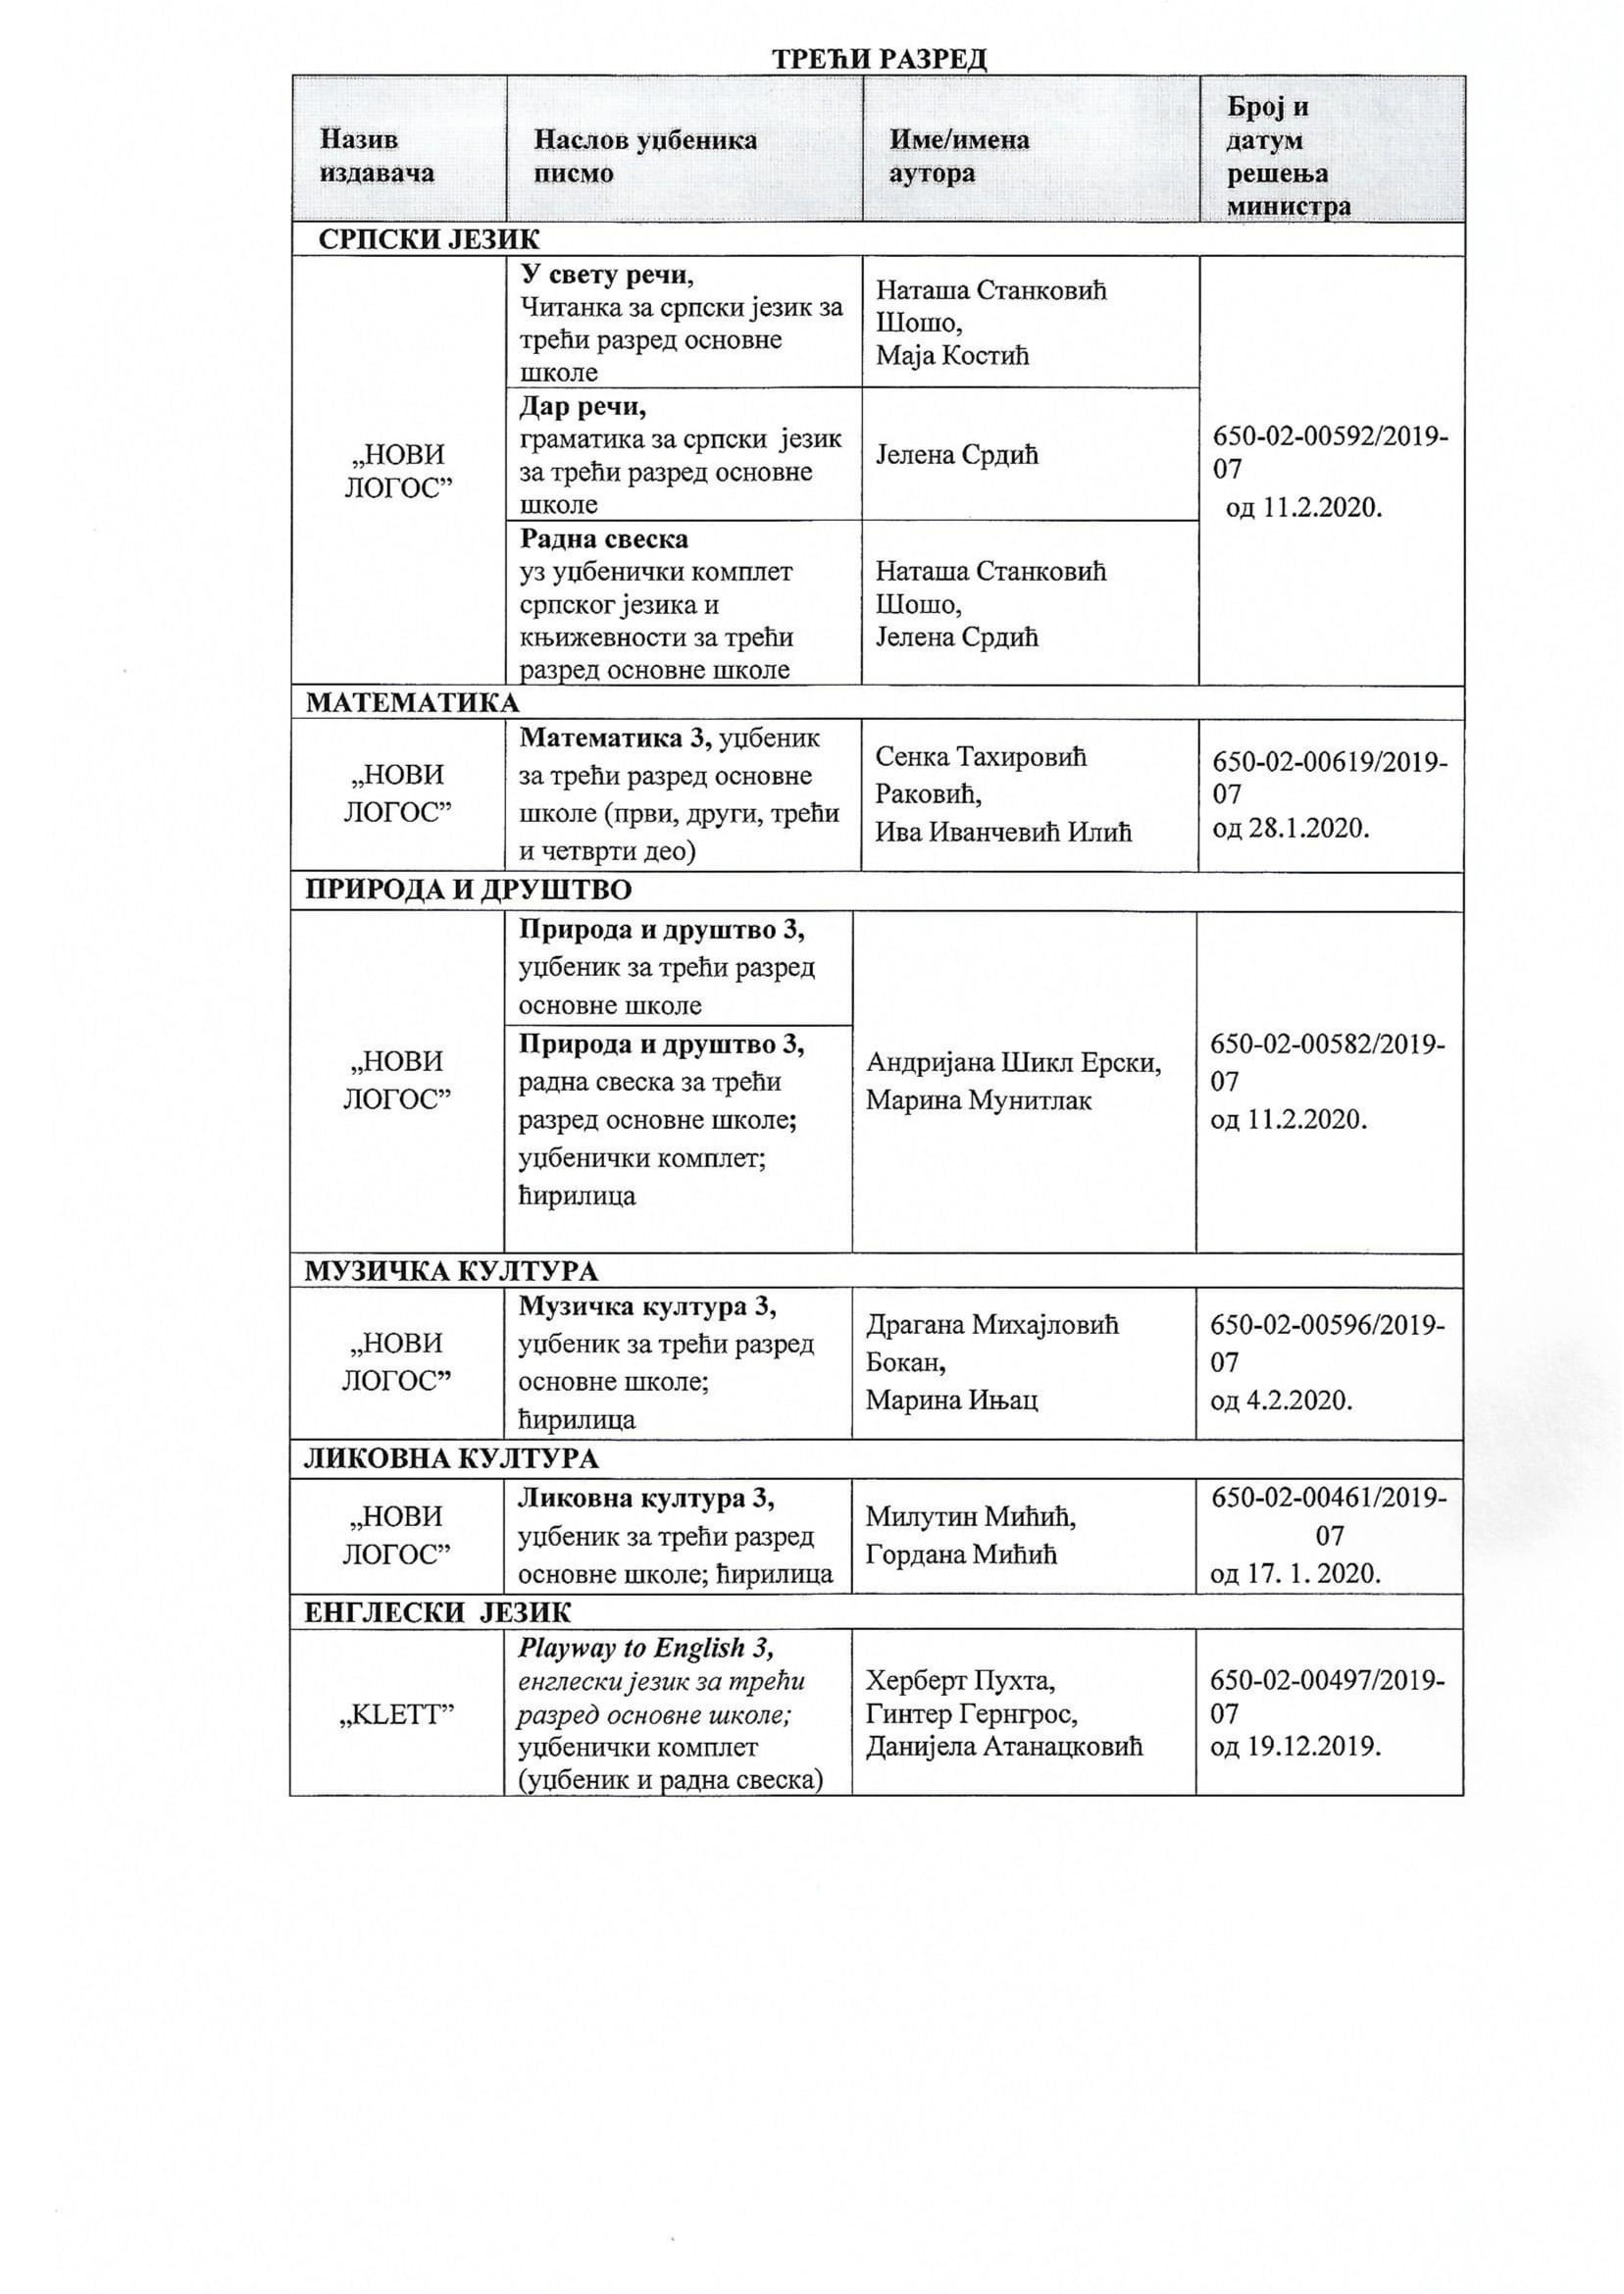 ТРЕЋИ РАЗРЕД
Назив
издавача
Наслов уџбеника
писмо
Име/имена
аутора
Број и
датум
решења
министра
СРПСКИ ЈЕЗИК
„НОВИ
ЛОГОС”
У свету речи,
Читанка за српски језик за
трећи разред основне
школе
Наташа Станковић
Шошо,
Маја Костић
Дар речи,
граматика за српски језик
за трећи разред основне
школе
Јелена Срдић
Радна свеска
уз уџбенички комплет
српског језика и
књижевности за трећи
разред основне школе
Наташа Станковић
Шошо,
Јелена Срдић
650-02-00592/2019-
07
од 11.2.2020.
МАТЕМАТИКА
„НОВИ
ЛОГОС”
Математика 3, уџбеник
за трећи разред основне
школе (први, други, трећи
и четврти део)
Сенка Тахировић
Раковић,
Ива Иванчевић Илић
650-02-00619/2019-
07
од 28.1.2020.
ПРИРОДА И ДРУШТВО
„НОВИ
ЛОГОС”
Природа и друштво 3,
уџбеник за трећи разред
основне школе
Природа и друштво 3,
радна свеска за трећи
разред основне школе;
уџбенички комплет;
ћирилица
Андријана Шикл Ерски,
Марина Мунитлак
650-02-00582/2019-
07
од 11.2.2020.
МУЗИЧКА КУЛТУРА
„НОВИ
ЛОГОС”
Музичка култура 3,
уџбеник за трећи разред
основне школе;
ћирилица
Драгана Михајловић
Бокан,
Марина Ињац
650-02-00596/2019-
07
од 4.2.2020.
ЛИКОВНА КУЛТУРА
„НОВИ
ЛОГОС”
Ликовна култура 3,
уџбеник за трећи разред
основне школе; ћирилица
Милутин Мићић,
Гордана Мићић
650-02-00461/2019-
07
од 17. 1. 2020.
ЕНГЛЕСКИ ЈЕЗИК
„KLETT”
Playway to English 3,
енглески језик за трећи
разред основне школе;
уџбенички комплет
(уџбеник и радна свеска)
Херберт Пухта,
Гинтер Гернгрос,
Данијела Атанацковић
650-02-00497/2019-
07
од 19.12.2019.